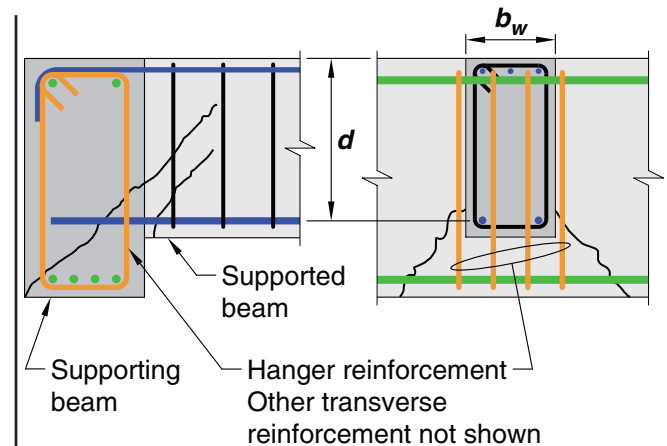 b_w
d
Supported
beam
Supporting
beam
Hanger reinforcement
Other transverse
reinforcement not shown